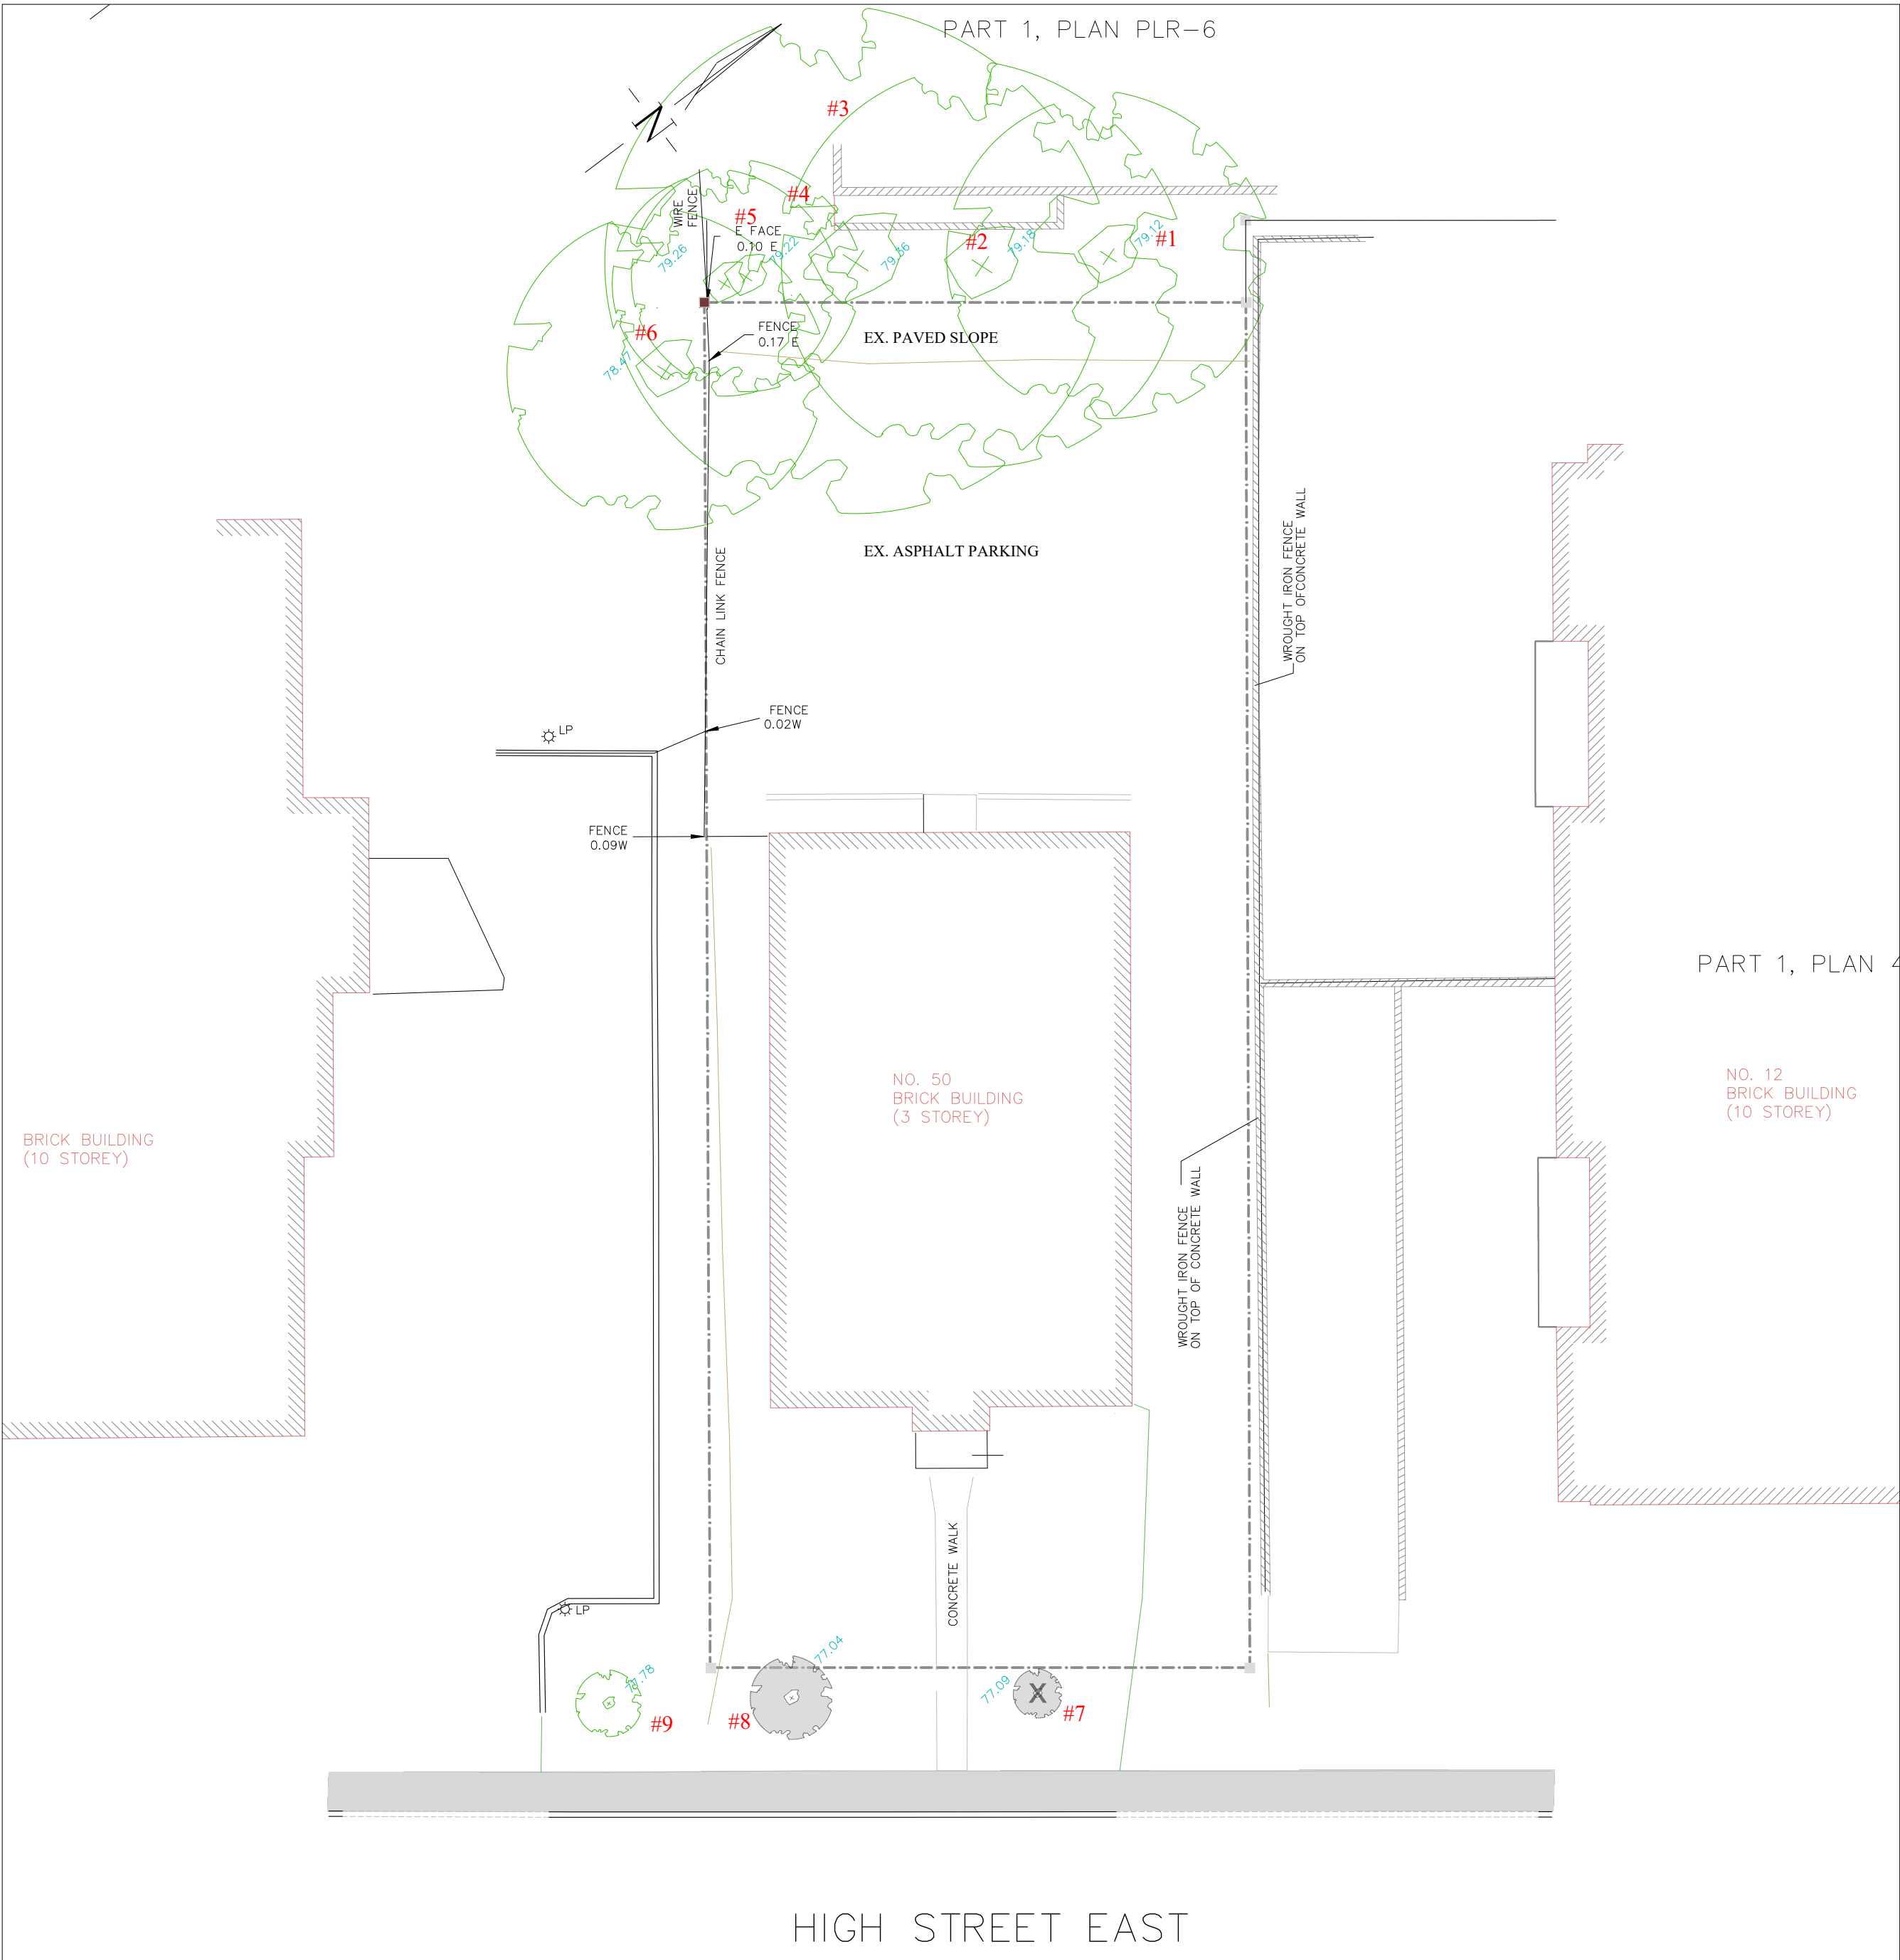 PART 1, PLAN PLR-6
N
#3
#4
WIRE
FENCE
#5
E FACE
0.10 E
79.26
79.22
79.36
#2
79.18
79.12
#1
#6
78.47
FENCE
0.17 E
EX. PAVED SLOPE
EX. ASPHALT PARKING
CHAIN LINK FENCE
WROUGHT IRON FENCE
ON TOP OFCONCRETE WALL
FENCE
0.02W
LP
FENCE
0.09W
PART 1, PLAN 4
NO. 50
BRICK BUILDING
(3 STOREY)
NO. 12
BRICK BUILDING
(10 STOREY)
BRICK BUILDING
(10 STOREY)
WROUGHT IRON FENCE
ON TOP OF CONCRETE WALL
CONCRETE WALK
LP
77.78
77.04
77.09
X
#9
#8
#7
HIGH STREET EAST